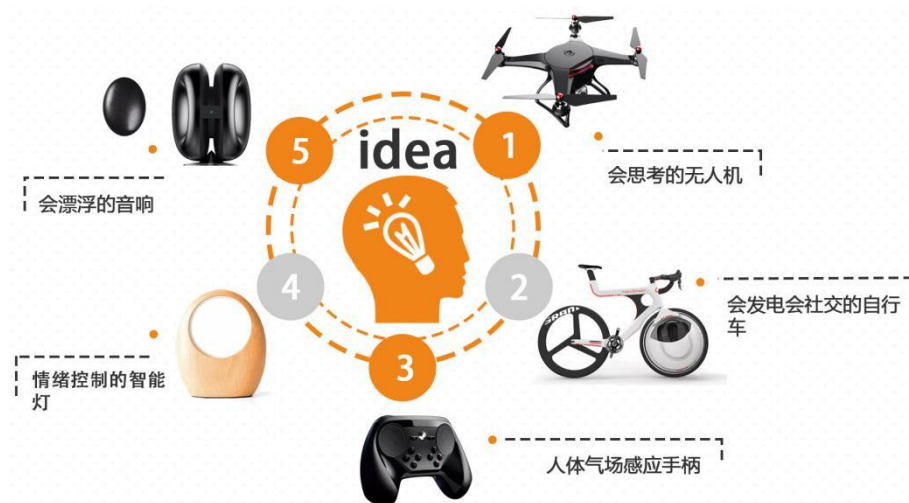 idea
1
会思考的无人机
2
会发电会社交的自行
车
3
人体气场感应手柄
4
情绪控制的智能
灯
5
会漂浮的音响